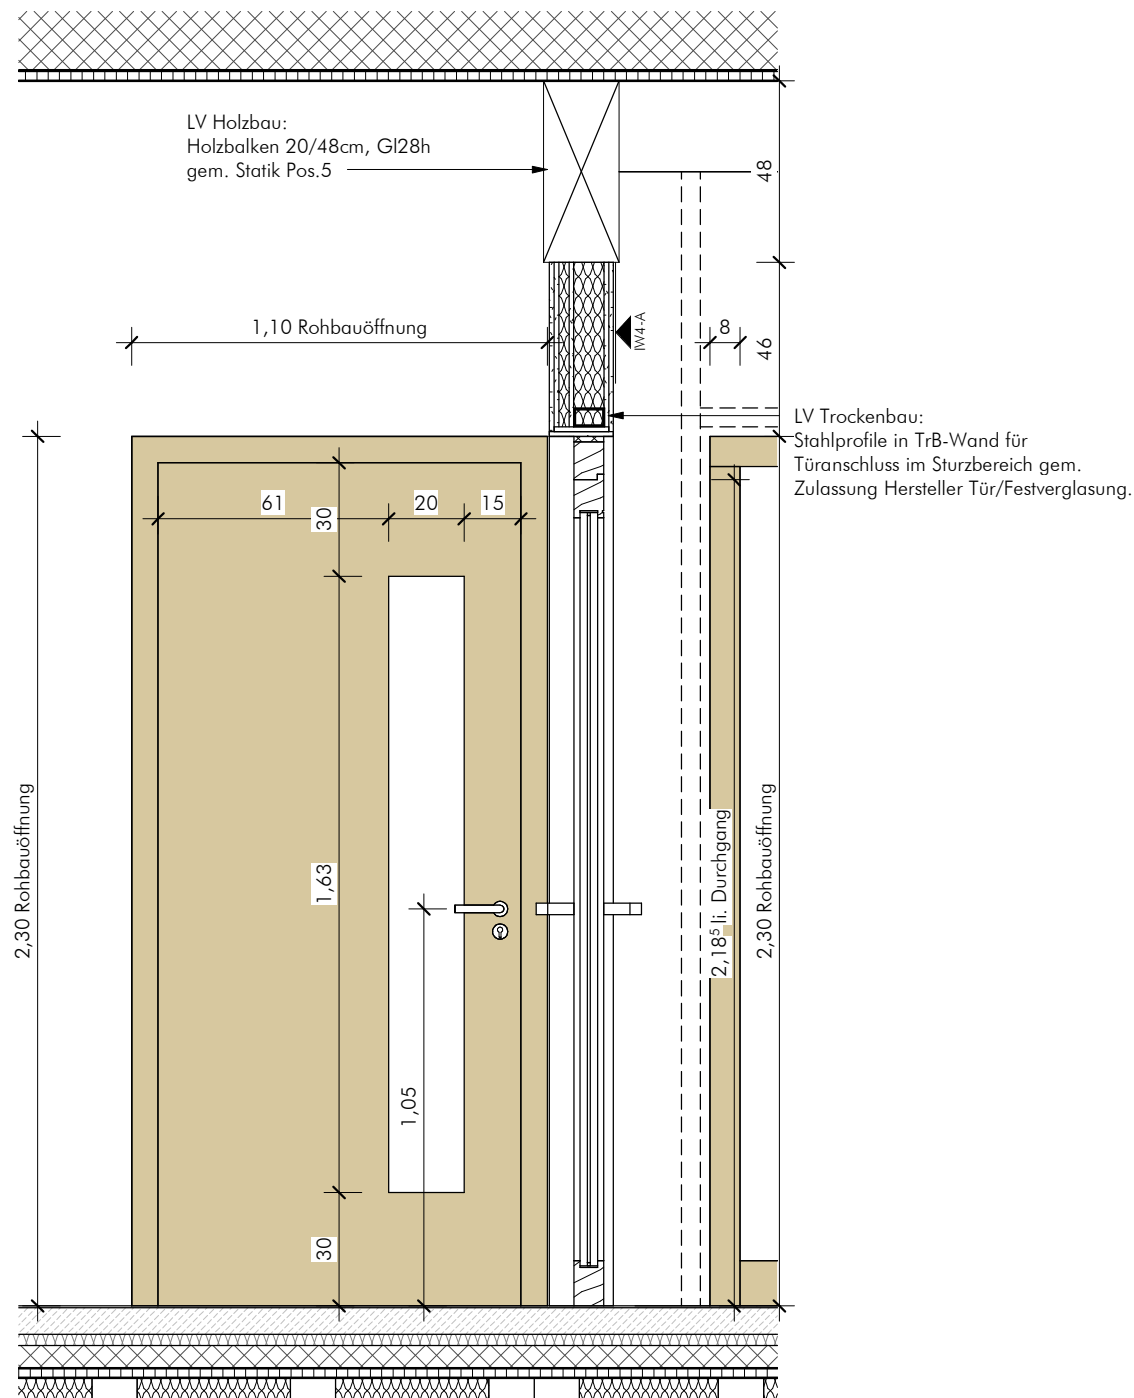 LV Holzbau:
Holzbalken 20/48cm, Gl28h
gem. Statik Pos.5
48
1,10 Rohbauöffnung
IW4-A
8
46
LV Trockenbau:
Stahlprofile in TrB-Wand für
Türanschluss im Sturzbereich gem.
Zulassung Hersteller Tür/Festverglasung.
61
20
15
30
2,30 Rohbauöffnung
1,63
2,18⁵ li. Durchgang
2,30 Rohbauöffnung
1,05
30